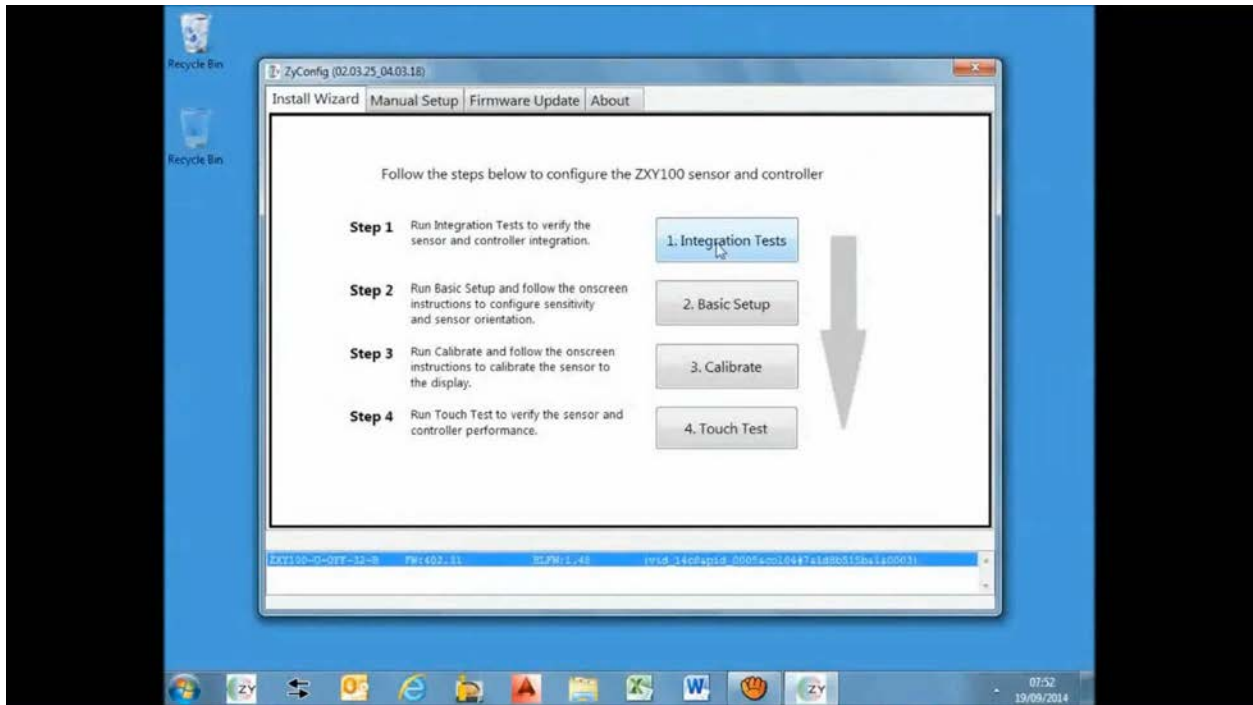 Recycle Bin
ZyConfig (02.03.25_04.03.18)
Install Wizard Manual Setup Firmware Update About
Recycle Bin
Follow the steps below to configure the ZXY100 sensor and controller
Step 1 Run Integration Tests to verify the
sensor and controller integration.
1. Integration Tests
Step 2 Run Basic Setup and follow the onscreen
instructions to configure sensitivity
and sensor orientation.
2. Basic Setup
Step 3 Run Calibrate and follow the onscreen
instructions to calibrate the sensor to
the display.
3. Calibrate
Step 4 Run Touch Test to verify the sensor and
controller performance.
4. Touch Test
ZY
ZY
07:52
19/09/2014